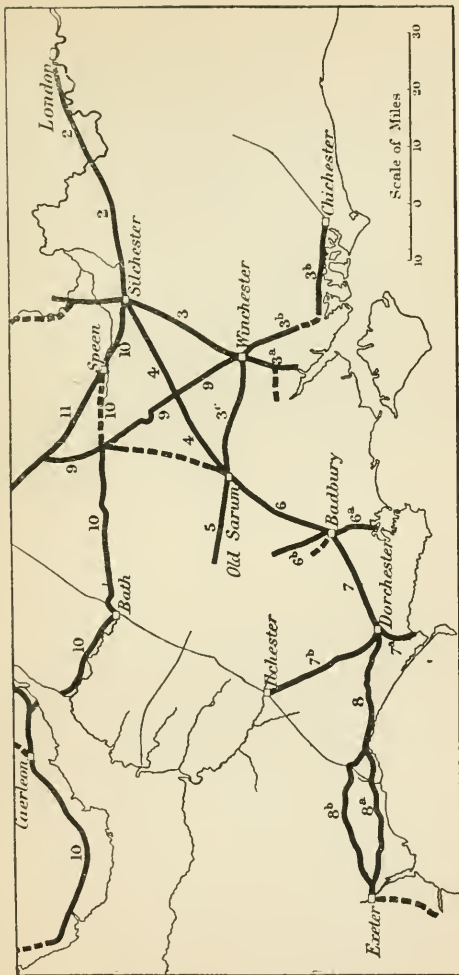 London
2
2
Silchester
Speen
10
11
10
10
3
4
Winchester
3ᵇ
3ᵇ
Chichester
3ᵃ
9
9
9
3ᶜ
4
Old Sarum
5
6
Badbury
6ᵃ
6ᵇ
10
Bath
10
7
Dorchester
7ᵃ
Ilchester
7ᵇ
8
8ᵇ
8ᵃ
Exeter
Caerleon
10
Scale of Miles
10 0 10 20 30